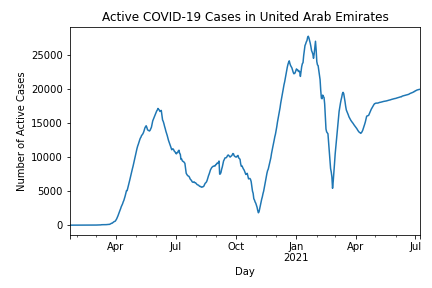 Active COVID-19 Cases in United Arab Emirates
Number of Active Cases
25000
20000
15000
10000
5000
0
Apr Jul Oct Jan Apr Jul
2021
Day